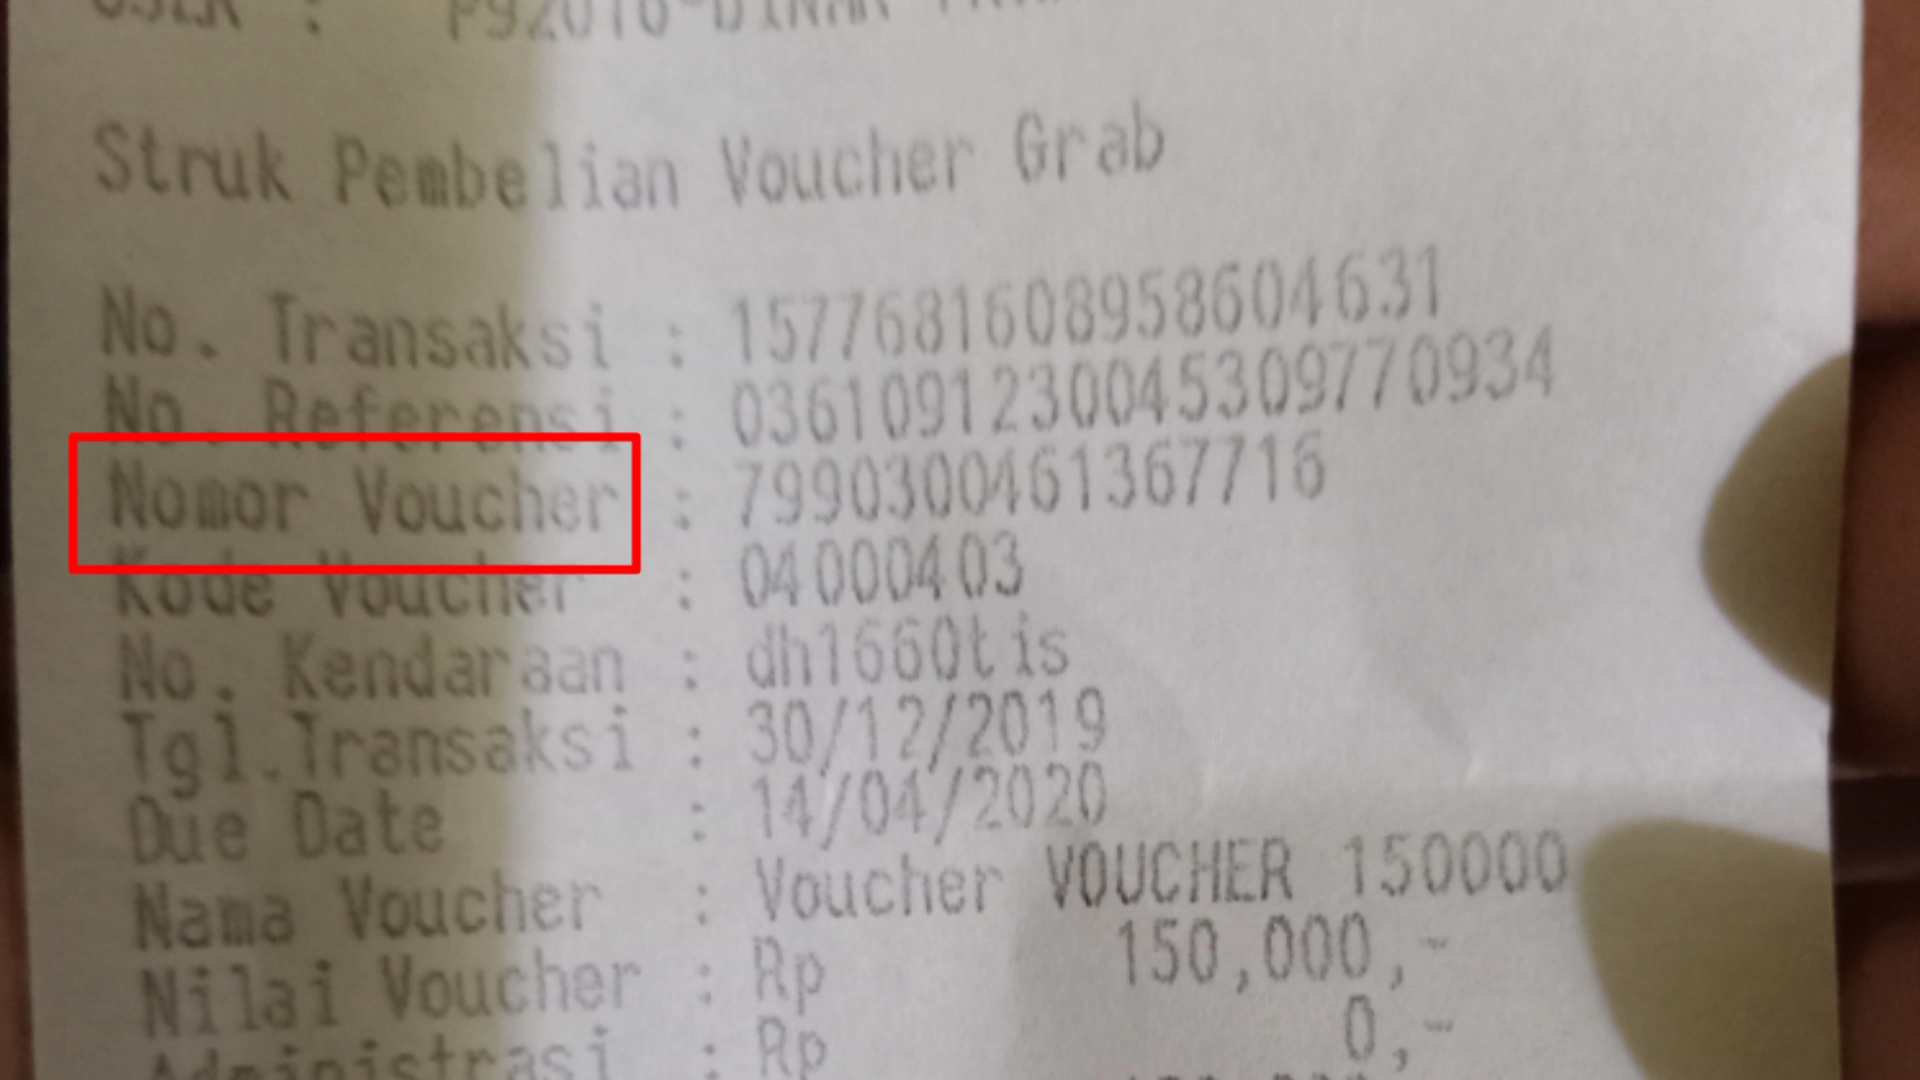 Struk Pembelian Voucher Grab
No. Transaksi : 1577681608958604631
No. Referensi : 0361091230045309770934
Nomor Voucher : 7990300461367716
Kode Voucher : 04000403
No. Kendaraan : dh1660tis
Tgl.Transaksi : 30/12/2019
Due Date : 14/04/2020
Nama Voucher : Voucher VOUCHER 150000
Nilai Voucher : Rp 150,000,-
Administrasi : Rp 0,-